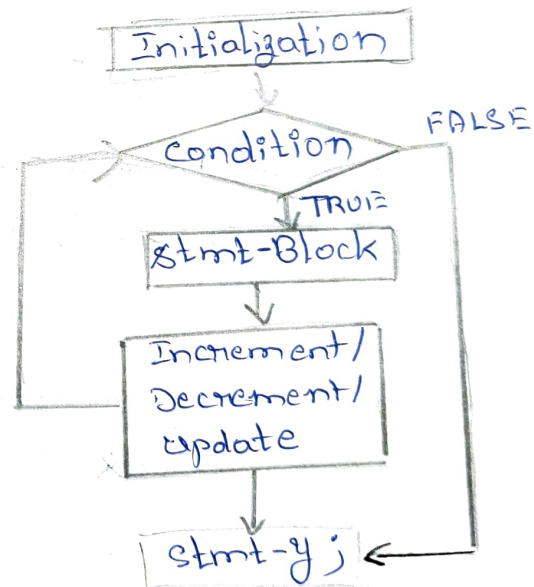 Initialization
FALSE
Condition
TRUE
Stmt-Block
Increment/
Decrement/
update
stmt-y ;